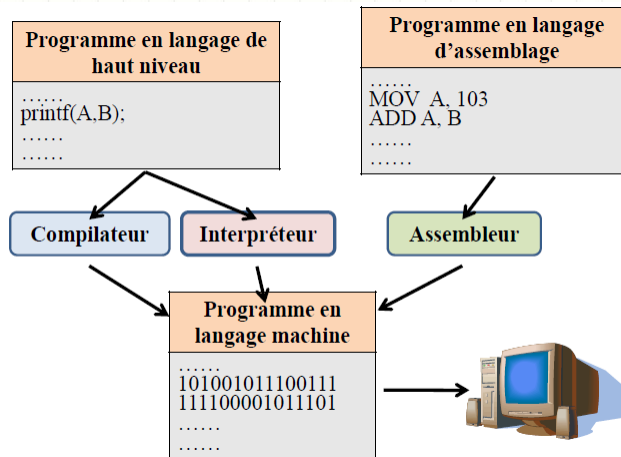 Programme en langage de
haut niveau
......
printf(A,B);
......
......
Programme en langage
d'assemblage
......
MOV A, 103
ADD A, B
......
......
Compilateur
Interpréteur
Assembleur
Programme en
langage machine
......
101001011100111
111100001011101
......
......